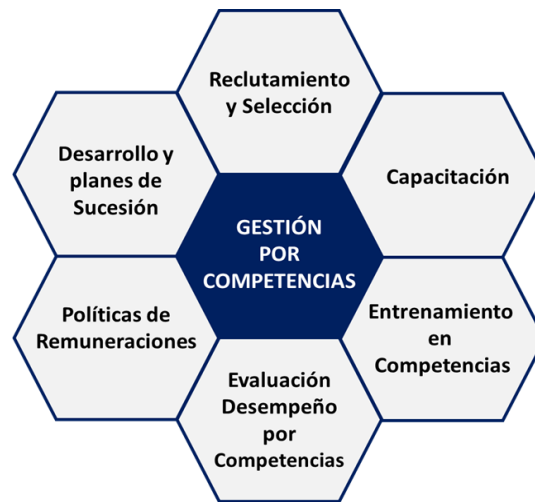 Reclutamiento
y Selección
Capacitación
Entrenamiento
en
Competencias
Evaluación
Desempeño
por
Competencias
Políticas de
Remuneraciones
Desarrollo y
planes de
Sucesión
GESTIÓN
POR
COMPETENCIAS